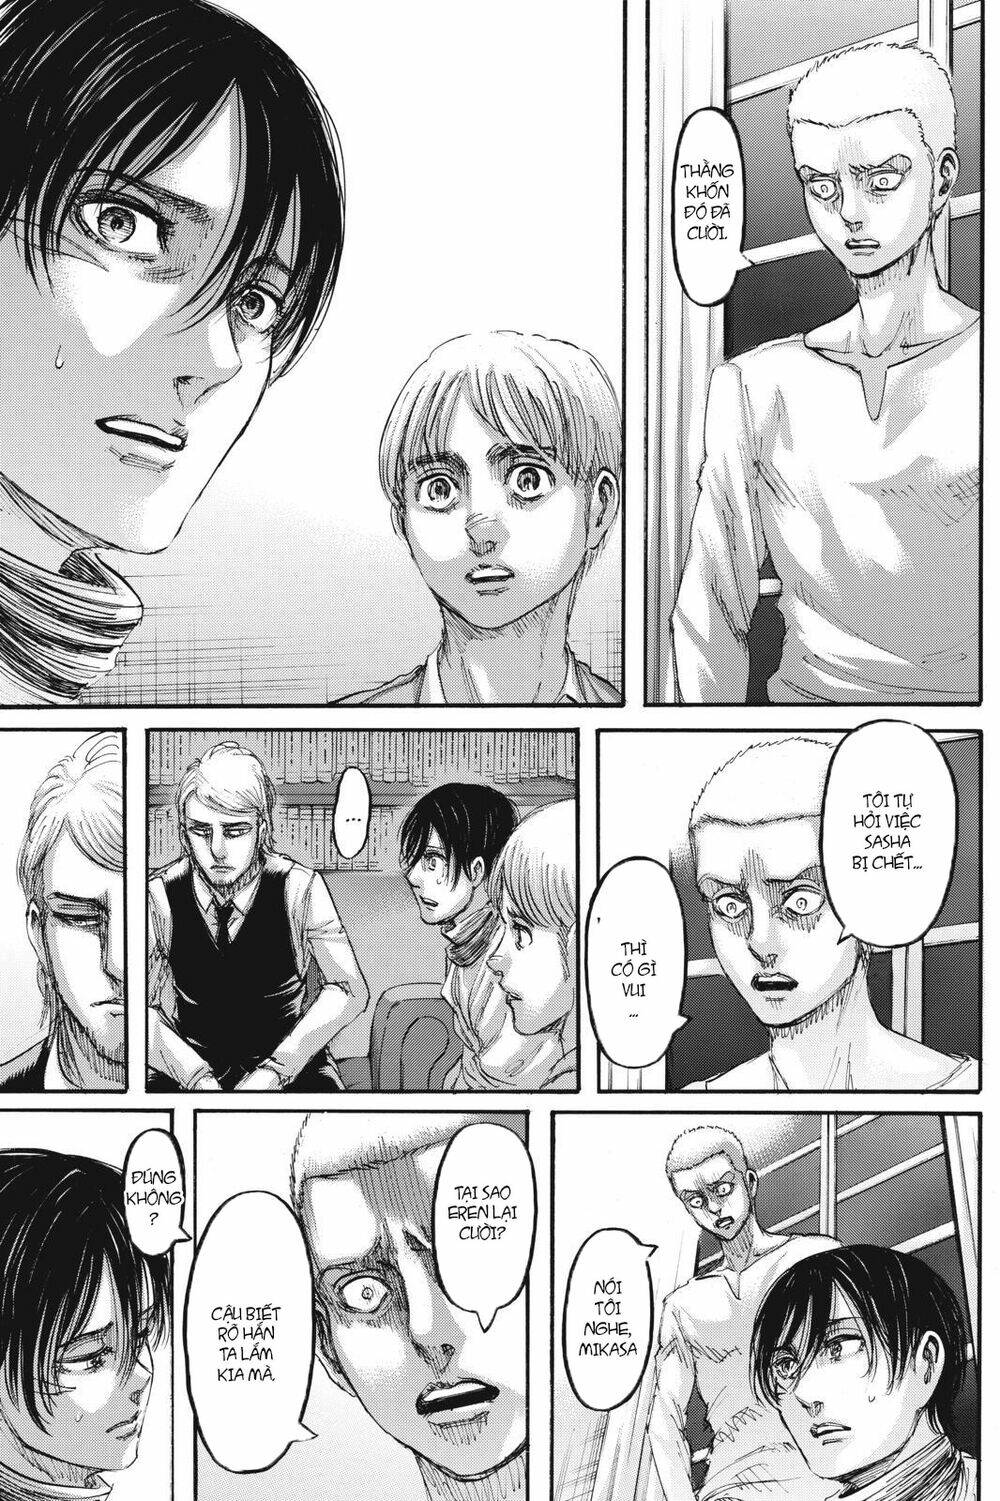 THẰNG
KHỐN
ĐÓ ĐÃ
CƯỜI.
TÔI TỰ
HỎI VIỆC
SASHA
BỊ CHẾT...
THÌ
CÓ GÌ
VUI
...
...
NÓI
TÔI
NGHE,
MIKASA
TẠI SAO
EREN LẠI
CƯỜI?
CẬU BIẾT
RÕ HẮN
TA LẮM
KIA MÀ.
ĐÚNG
KHÔNG
?